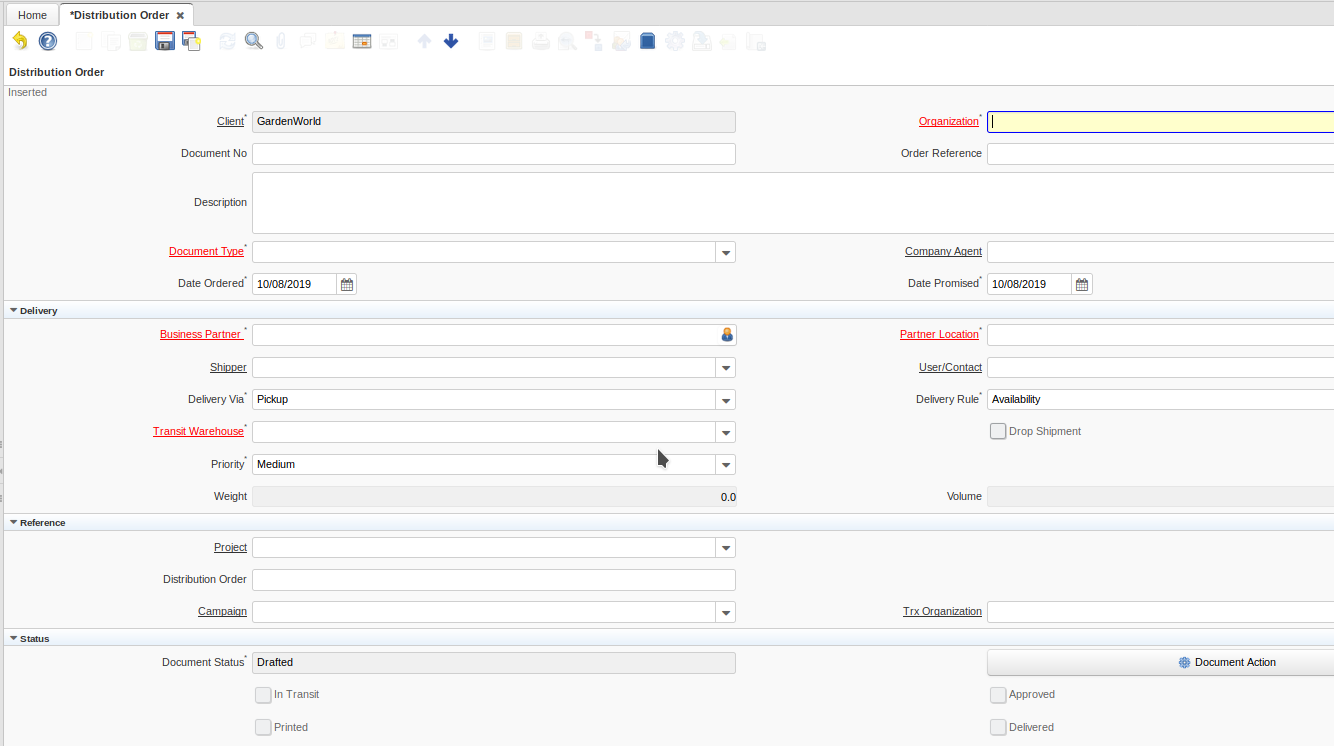 Home *Distribution Order
Distribution Order
Inserted
Client* GardenWorld Organization*
Document No Order Reference
Description
Document Type* Company Agent
Date Ordered* 10/08/2019 Date Promised* 10/08/2019
Delivery
Business Partner * Partner Location*
Shipper User/Contact
Delivery Via* Pickup Delivery Rule* Availability
Transit Warehouse* Drop Shipment
Priority* Medium
Weight 0.0 Volume
Reference
Project
Distribution Order
Campaign Trx Organization
Status
Document Status* Drafted Document Action
In Transit Approved
Printed Delivered